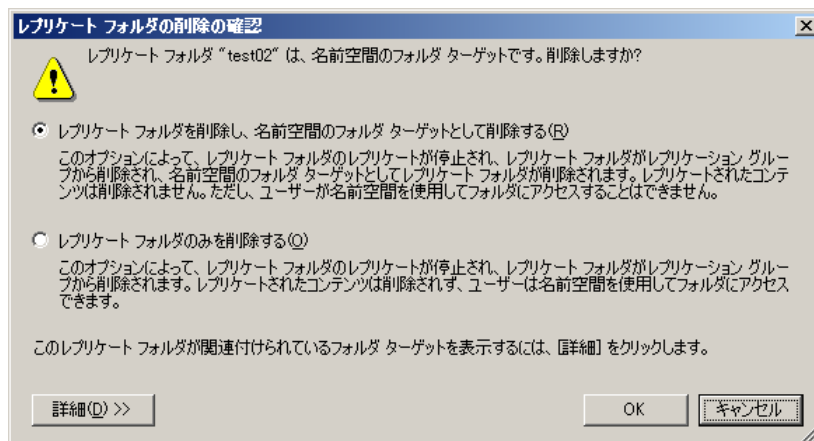 レプリケート フォルダの削除の確認
レプリケート フォルダ "test02" は、名前空間のフォルダ ターゲットです。削除しますか?
レプリケート フォルダを削除し、名前空間のフォルダ ターゲットとして削除する(R)
このオプションによって、レプリケート フォルダのレプリケートが停止され、レプリケート フォルダがレプリケーション グルー
プから削除され、名前空間のフォルダ ターゲットとしてレプリケート フォルダが削除されます。レプリケートされたコンテ
ンツは削除されません。ただし、ユーザーが名前空間を使用してフォルダにアクセスすることはできません。
レプリケート フォルダのみを削除する(O)
このオプションによって、レプリケート フォルダのレプリケートが停止され、レプリケート フォルダがレプリケーション グルー
プから削除されます。レプリケートされたコンテンツは削除されず、ユーザーは名前空間を使用してフォルダにアクセス
できます。
このレプリケート フォルダが関連付けられているフォルダ ターゲットを表示するには、[詳細] をクリックします。
詳細(D) >>
OK
キャンセル